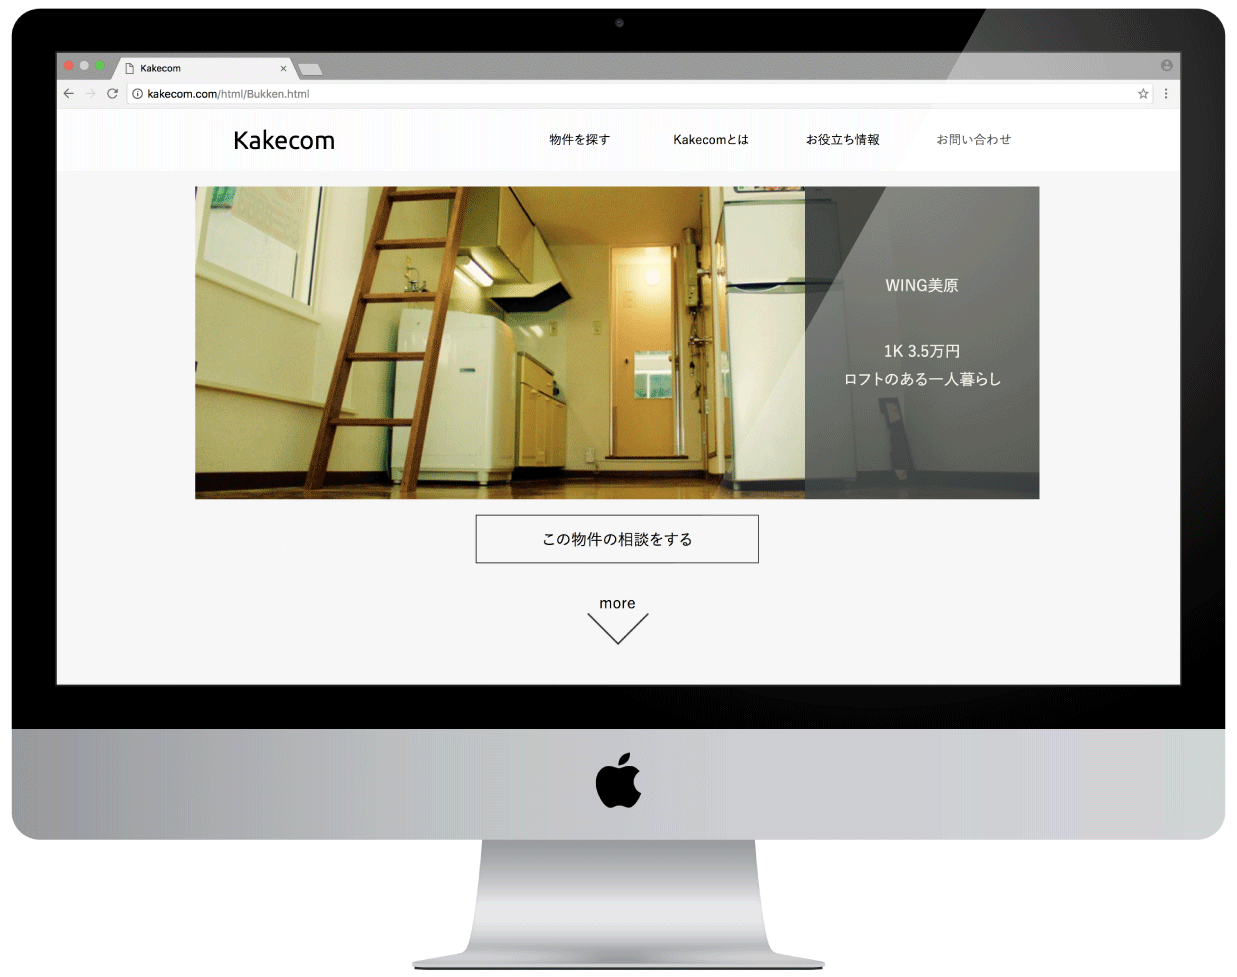 Kakecom
kakecom.com/html/Bukken.html
Kakecom
物件を探す
Kakecomとは
お役立ち情報
お問い合わせ
WING美原
1K 3.5万円
ロフトのある一人暮らし
この物件の相談をする
more